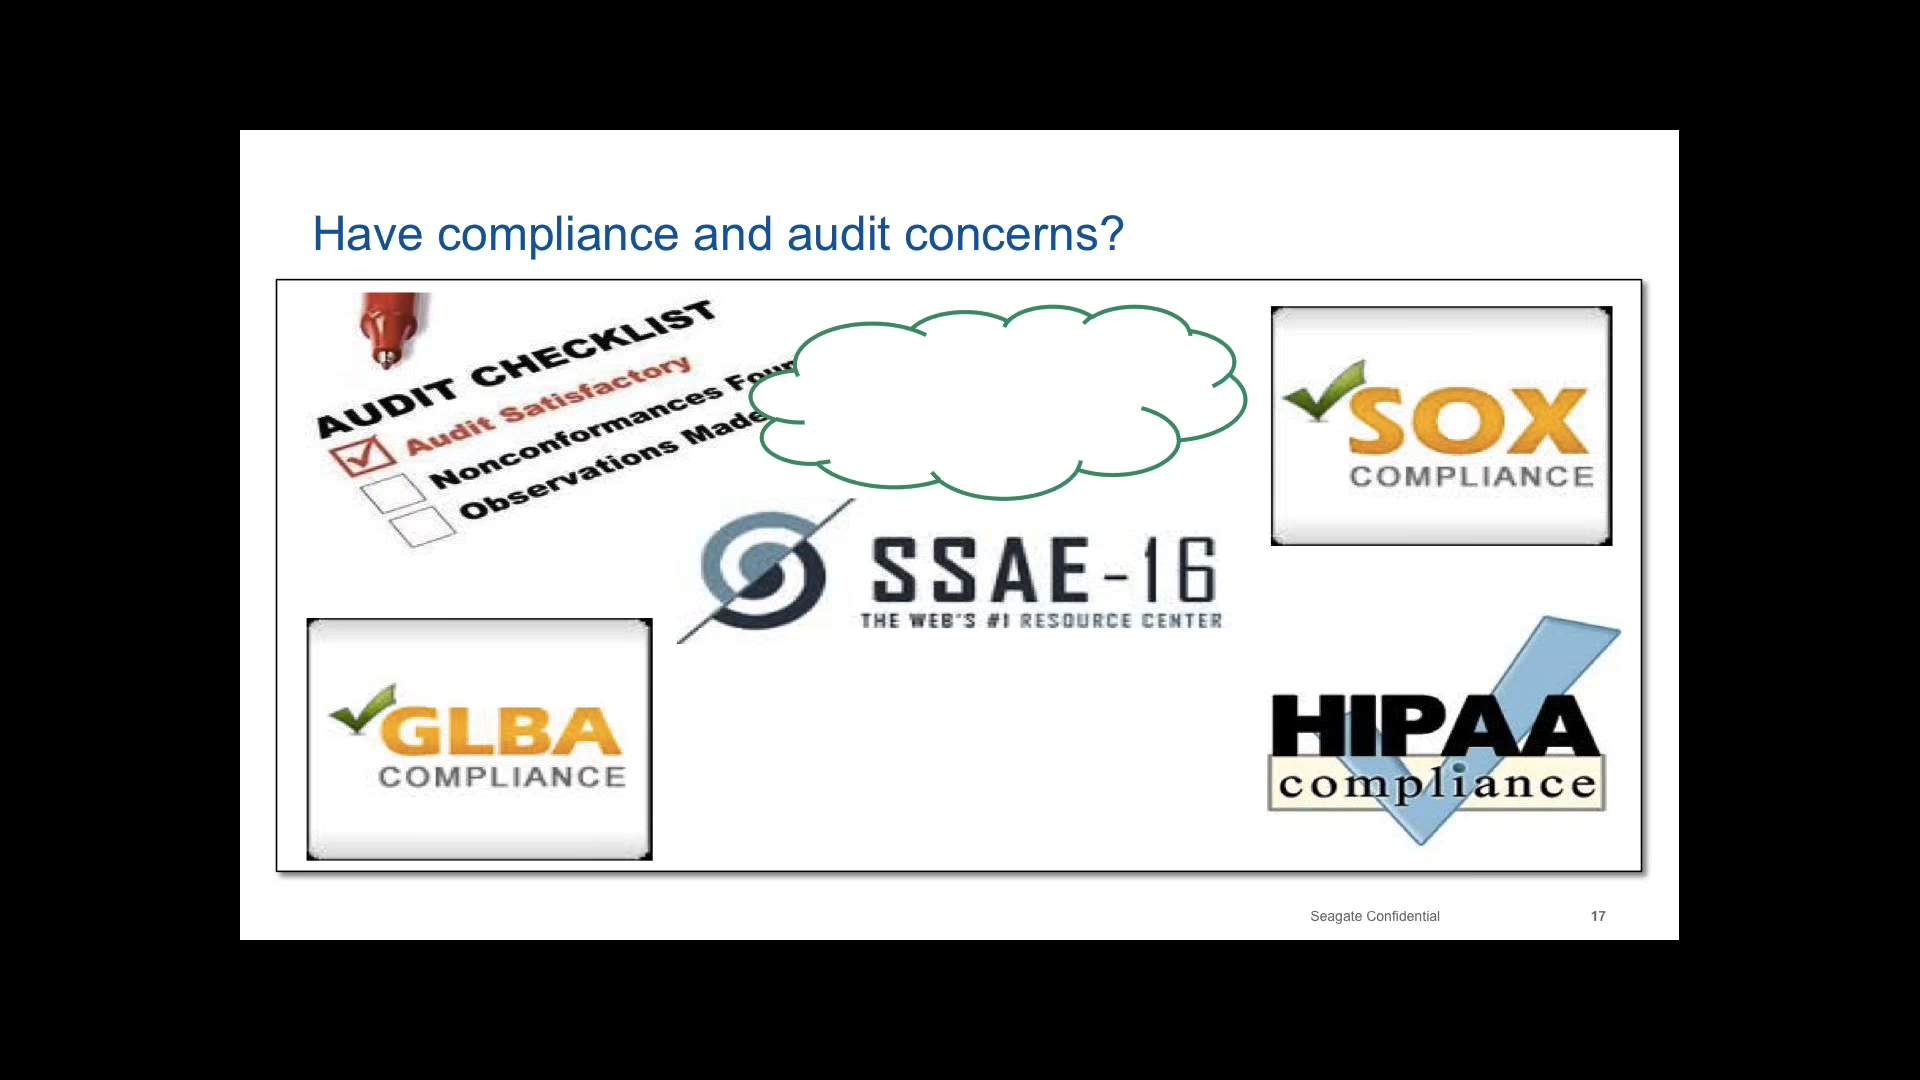 Have compliance and audit concerns?
AUDIT CHECKLIST
Audit Satisfactory
Nonconformances
Observations Made
SOX
COMPLIANCE
SSAE-16
THE WEB'S #1 RESOURCE CENTER
GLBA
COMPLIANCE
HIPAA
compliance
Seagate Confidential
17